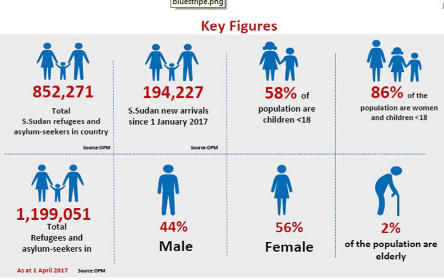 bluestripe.png
Key Figures
852,271
Total
S.Sudan refugees and
asylum-seekers in country
Source:OPM
194,227
S.Sudan new arrivals
since 1 January 2017
Source:OPM
58% of
population are
children <18
86% of the
population are women
and children <18
1,199,051
Total
Refugees and
asylum-seekers in
As at 1 April 2017 Source:OPM
44%
Male
56%
Female
2%
of the population are
elderly